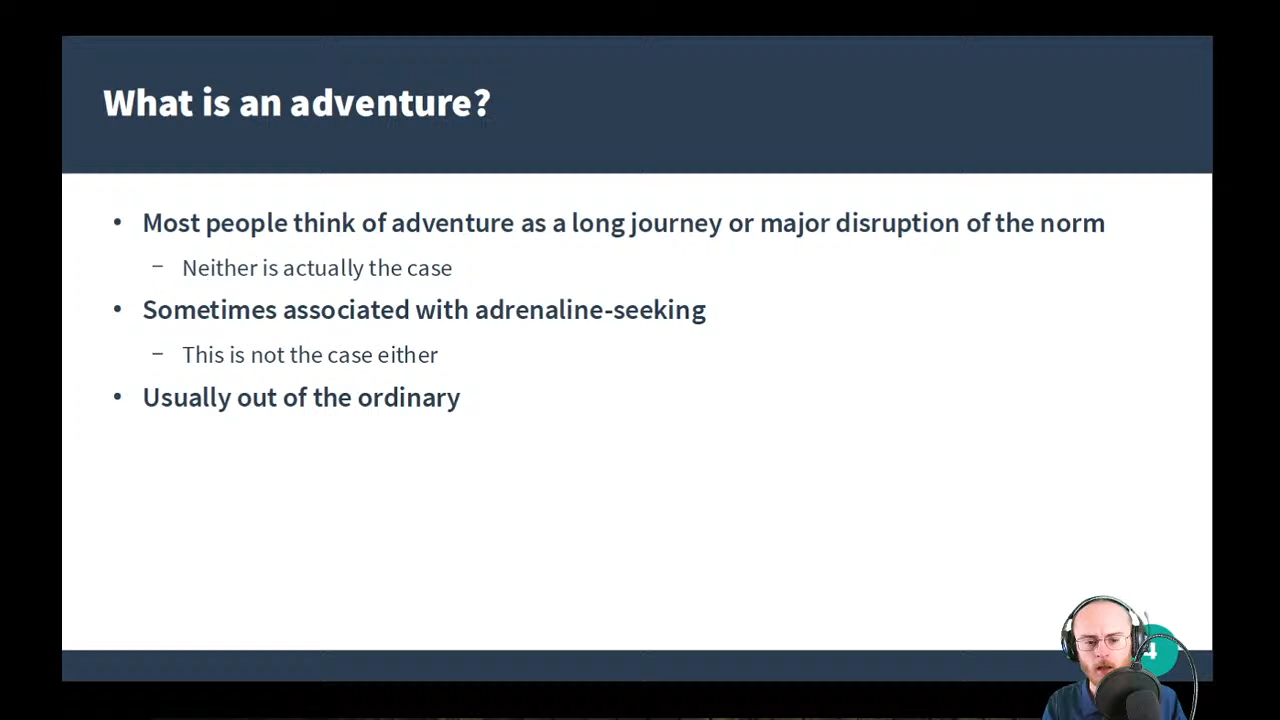 What is an adventure?
• Most people think of adventure as a long journey or major disruption of the norm
– Neither is actually the case
• Sometimes associated with adrenaline-seeking
– This is not the case either
• Usually out of the ordinary
4